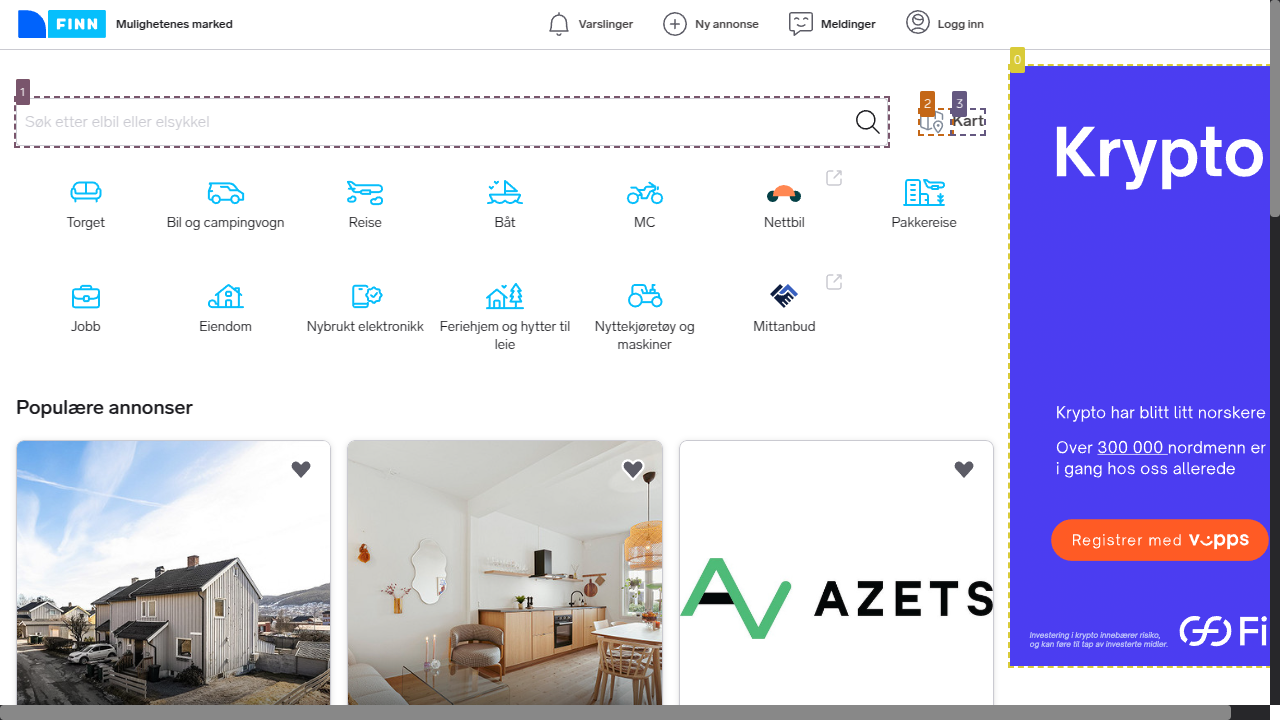 FINN
Mulighetenes marked
Varslinger
Ny annonse
Meldinger
Logg inn
0
1
Søk etter elbil eller elsykkel
2
3
Kart
Torget
Bil og campingvogn
Reise
Båt
MC
Nettbil
Pakkereise
Jobb
Eiendom
Nybrukt elektronikk
Feriehjem og hytter til
leie
Nyttekjøretøy og
maskiner
Mittanbud
Populære annonser
AZETS
Krypto
Krypto har blitt litt norskere
Over 300 000 nordmenn er
i gang hos oss allerede
Registrer med vipps
Investering i krypto innebærer risiko,
og kan føre til tap av investerte midler.
Fi